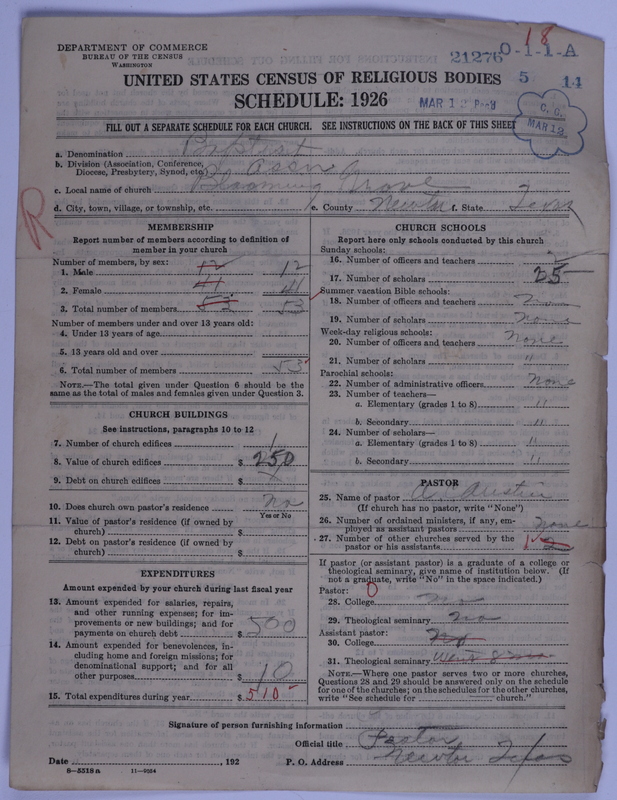 DEPARTMENT OF COMMERCE
BUREAU OF THE CENSUS
WASHINGTON
18
21276 0-1-1-A
5 14
UNITED STATES CENSUS OF RELIGIOUS BODIES
SCHEDULE: 1926
MAR 12
C. C.
MAR 12
FILL OUT A SEPARATE SCHEDULE FOR EACH CHURCH. SEE INSTRUCTIONS ON THE BACK OF THIS SHEET
a. Denomination Baptist
b. Division (Association, Conference, Diocese, Presbytery, Synod, etc.) Assn
c. Local name of church Blooming Grove
d. City, town, village, or township, etc. e. County Newton f. State Texas
R
MEMBERSHIP
Report number of members according to definition of member in your church
Number of members, by sex:
1. Male 12 12
2. Female 41 41
3. Total number of members 53 53
Number of members under and over 13 years old:
4. Under 13 years of age
5. 13 years old and over
6. Total number of members 53
NOTE.—The total given under Question 6 should be the same as the total of males and females given under Question 3.
CHURCH BUILDINGS
See instructions, paragraphs 10 to 12
7. Number of church edifices 1
8. Value of church edifices $ 250
9. Debt on church edifices $
10. Does church own pastor's residence No
Yes or No
11. Value of pastor's residence (if owned by church) $
12. Debt on pastor's residence (if owned by church) $
EXPENDITURES
Amount expended by your church during last fiscal year
13. Amount expended for salaries, repairs, and other running expenses; for improvements or new buildings; and for payments on church debt $ 500
14. Amount expended for benevolences, including home and foreign missions; for denominational support; and for all other purposes $ 10
15. Total expenditures during year $ 510
CHURCH SCHOOLS
Report here only schools conducted by this church
Sunday schools:
16. Number of officers and teachers
17. Number of scholars 25
Summer vacation Bible schools:
18. Number of officers and teachers None
19. Number of scholars None
Week-day religious schools:
20. Number of officers and teachers None
21. Number of scholars "
Parochial schools:
22. Number of administrative officers None
23. Number of teachers—
a. Elementary (grades 1 to 8) "
b. Secondary "
24. Number of scholars—
a. Elementary (grades 1 to 8) "
b. Secondary "
PASTOR
25. Name of pastor Austin
(If church has no pastor, write "None")
26. Number of ordained ministers, if any, employed as assistant pastors None
27. Number of other churches served by the pastor or his assistants 1 2
If pastor (or assistant pastor) is a graduate of a college or theological seminary, give name of institution below. (If not a graduate, write "No" in the space indicated.)
Pastor: 0
28. College No
29. Theological seminary No
Assistant pastor:
30. College No
31. Theological seminary
NOTE.—Where one pastor serves two or more churches, Questions 28 and 29 should be answered only on the schedule for one of the churches; on the schedules for the other churches, write "See schedule for church."
Signature of person furnishing information
Official title Pastor
Date , 192 P. O. Address Newton Texas
8—5518 a 11—9024